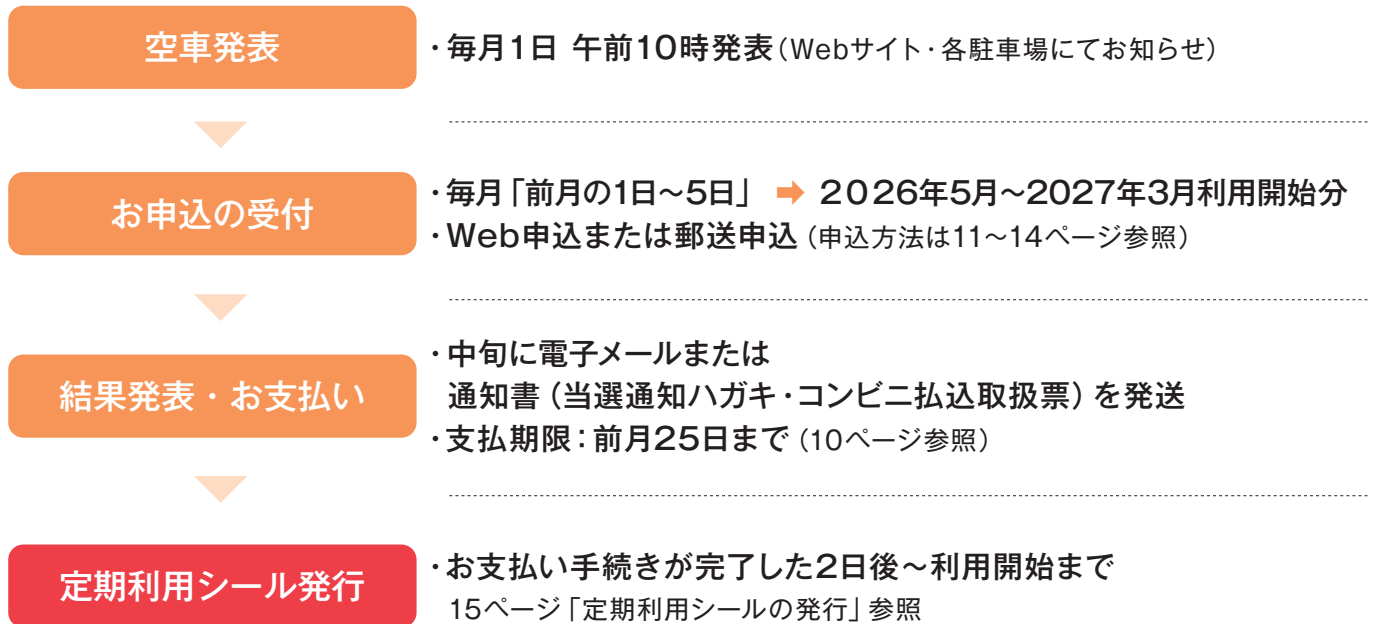 空車発表
・毎月1日 午前10時発表（Webサイト・各駐車場にてお知らせ）
お申込の受付
・毎月「前月の1日〜5日」 ➡ 2026年5月〜2027年3月利用開始分
・Web申込または郵送申込（申込方法は11〜14ページ参照）
結果発表・お支払い
・中旬に電子メールまたは
通知書（当選通知ハガキ・コンビニ払込取扱票）を発送
・支払期限：前月25日まで（10ページ参照）
定期利用シール発行
・お支払い手続きが完了した2日後〜利用開始まで
15ページ「定期利用シールの発行」参照